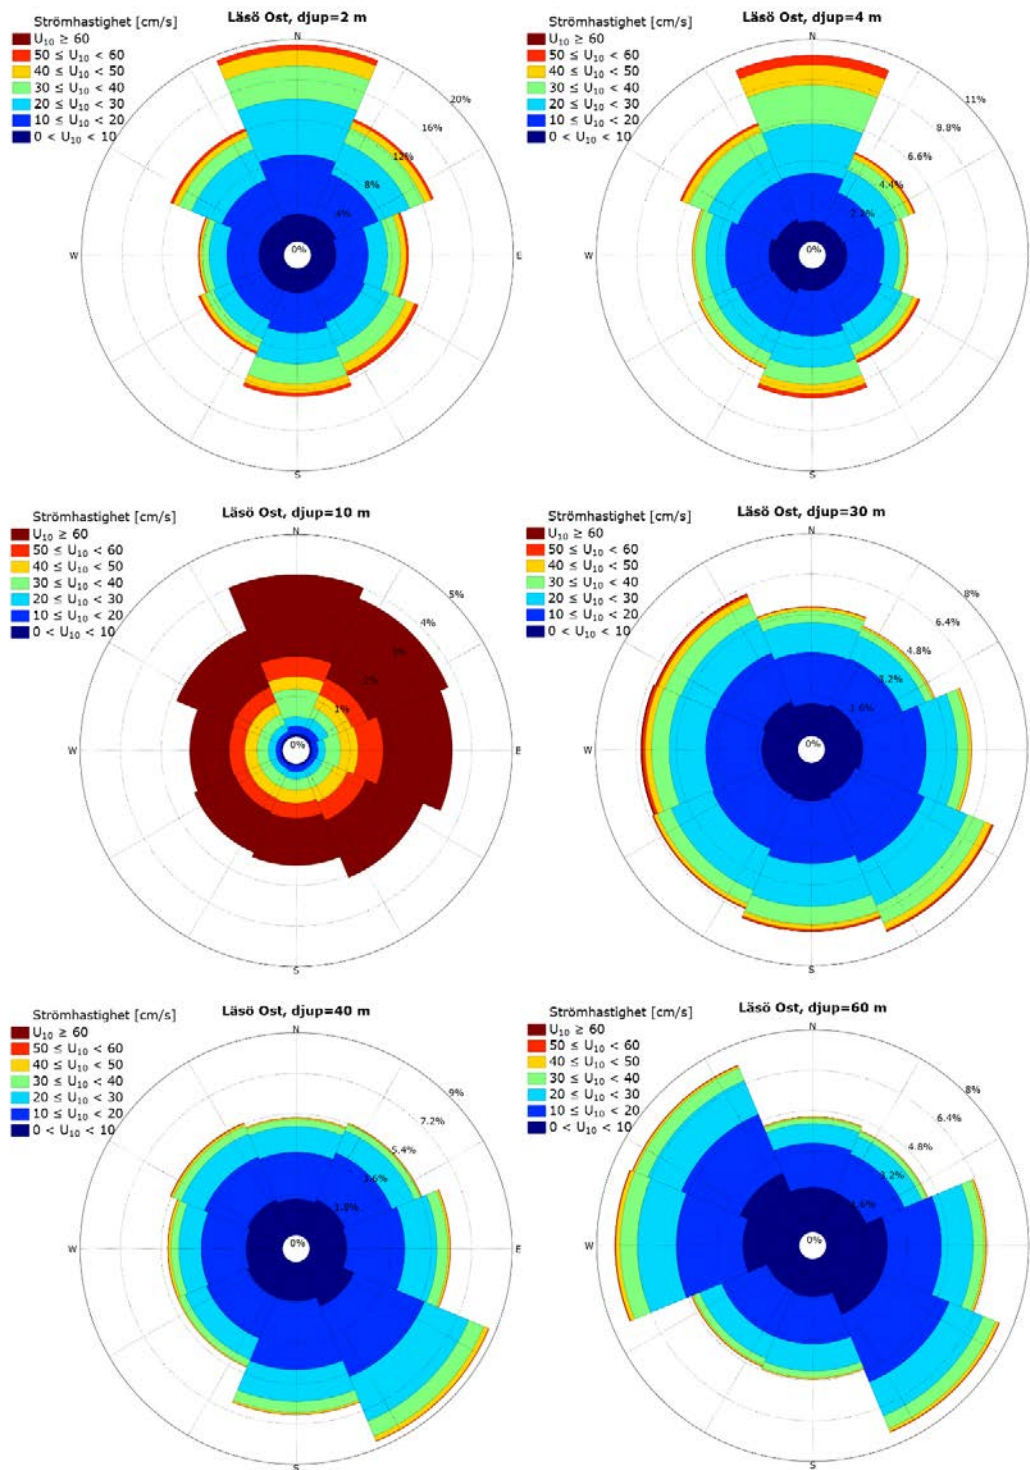 Strömhastighet [cm/s]
U10 ≥ 60
50 ≤ U10 < 60
40 ≤ U10 < 50
30 ≤ U10 < 40
20 ≤ U10 < 30
10 ≤ U10 < 20
0 < U10 < 10
Läsö Ost, djup=2 m
N
20%
16%
12%
8%
4%
0%
W
E
S
Strömhastighet [cm/s]
U10 ≥ 60
50 ≤ U10 < 60
40 ≤ U10 < 50
30 ≤ U10 < 40
20 ≤ U10 < 30
10 ≤ U10 < 20
0 < U10 < 10
Läsö Ost, djup=4 m
N
11%
8.8%
6.6%
4.4%
2.2%
0%
W
S
Strömhastighet [cm/s]
U10 ≥ 60
50 ≤ U10 < 60
40 ≤ U10 < 50
30 ≤ U10 < 40
20 ≤ U10 < 30
10 ≤ U10 < 20
0 < U10 < 10
Läsö Ost, djup=10 m
N
5%
4%
3%
2%
1%
0%
W
E
S
Strömhastighet [cm/s]
U10 ≥ 60
50 ≤ U10 < 60
40 ≤ U10 < 50
30 ≤ U10 < 40
20 ≤ U10 < 30
10 ≤ U10 < 20
0 < U10 < 10
Läsö Ost, djup=30 m
N
8%
6.4%
4.8%
3.2%
1.6%
0%
W
S
Strömhastighet [cm/s]
U10 ≥ 60
50 ≤ U10 < 60
40 ≤ U10 < 50
30 ≤ U10 < 40
20 ≤ U10 < 30
10 ≤ U10 < 20
0 < U10 < 10
Läsö Ost, djup=40 m
N
9%
7.2%
5.4%
3.6%
1.8%
0%
W
E
S
Strömhastighet [cm/s]
U10 ≥ 60
50 ≤ U10 < 60
40 ≤ U10 < 50
30 ≤ U10 < 40
20 ≤ U10 < 30
10 ≤ U10 < 20
0 < U10 < 10
Läsö Ost, djup=60 m
N
8%
6.4%
4.8%
3.2%
1.6%
0%
W
S